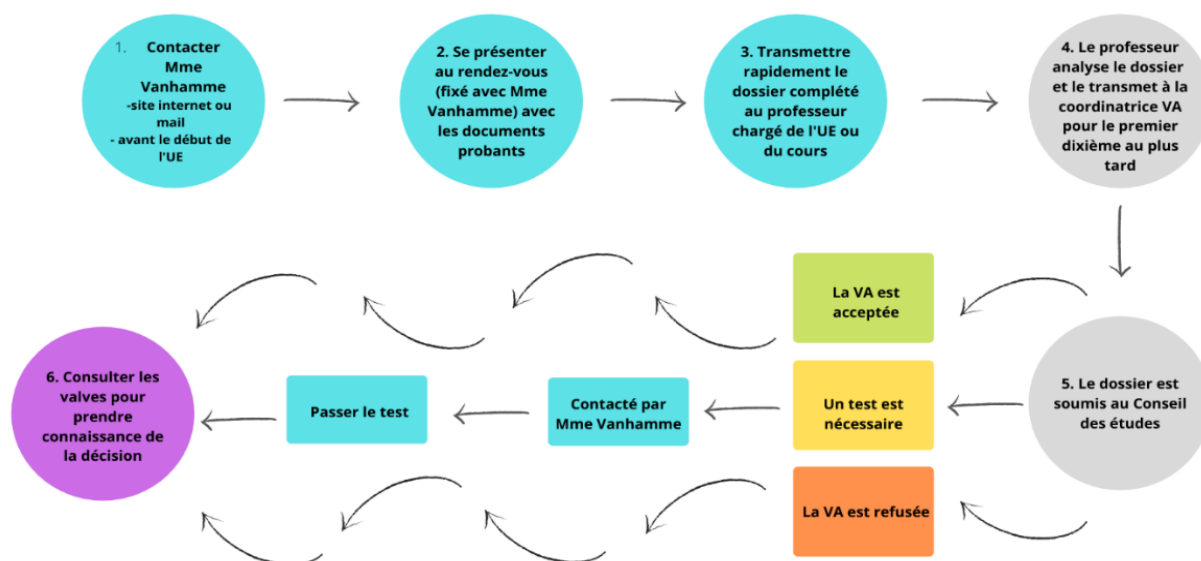 1. Contacter
Mme
Vanhamme
-site internet ou
mail
- avant le début de
l'UE
2. Se présenter
au rendez-vous
(fixé avec Mme
Vanhamme) avec
les documents
probants
3. Transmettre
rapidement le
dossier complété
au professeur
chargé de l'UE ou
du cours
4. Le professeur
analyse le dossier
et le transmet à la
coordinatrice VA
pour le premier
dixième au plus
tard
5. Le dossier est
soumis au Conseil
des études
La VA est
acceptée
Un test est
nécessaire
La VA est refusée
Contacté par
Mme Vanhamme
Passer le test
6. Consulter les
valves pour
prendre
connaissance de
la décision